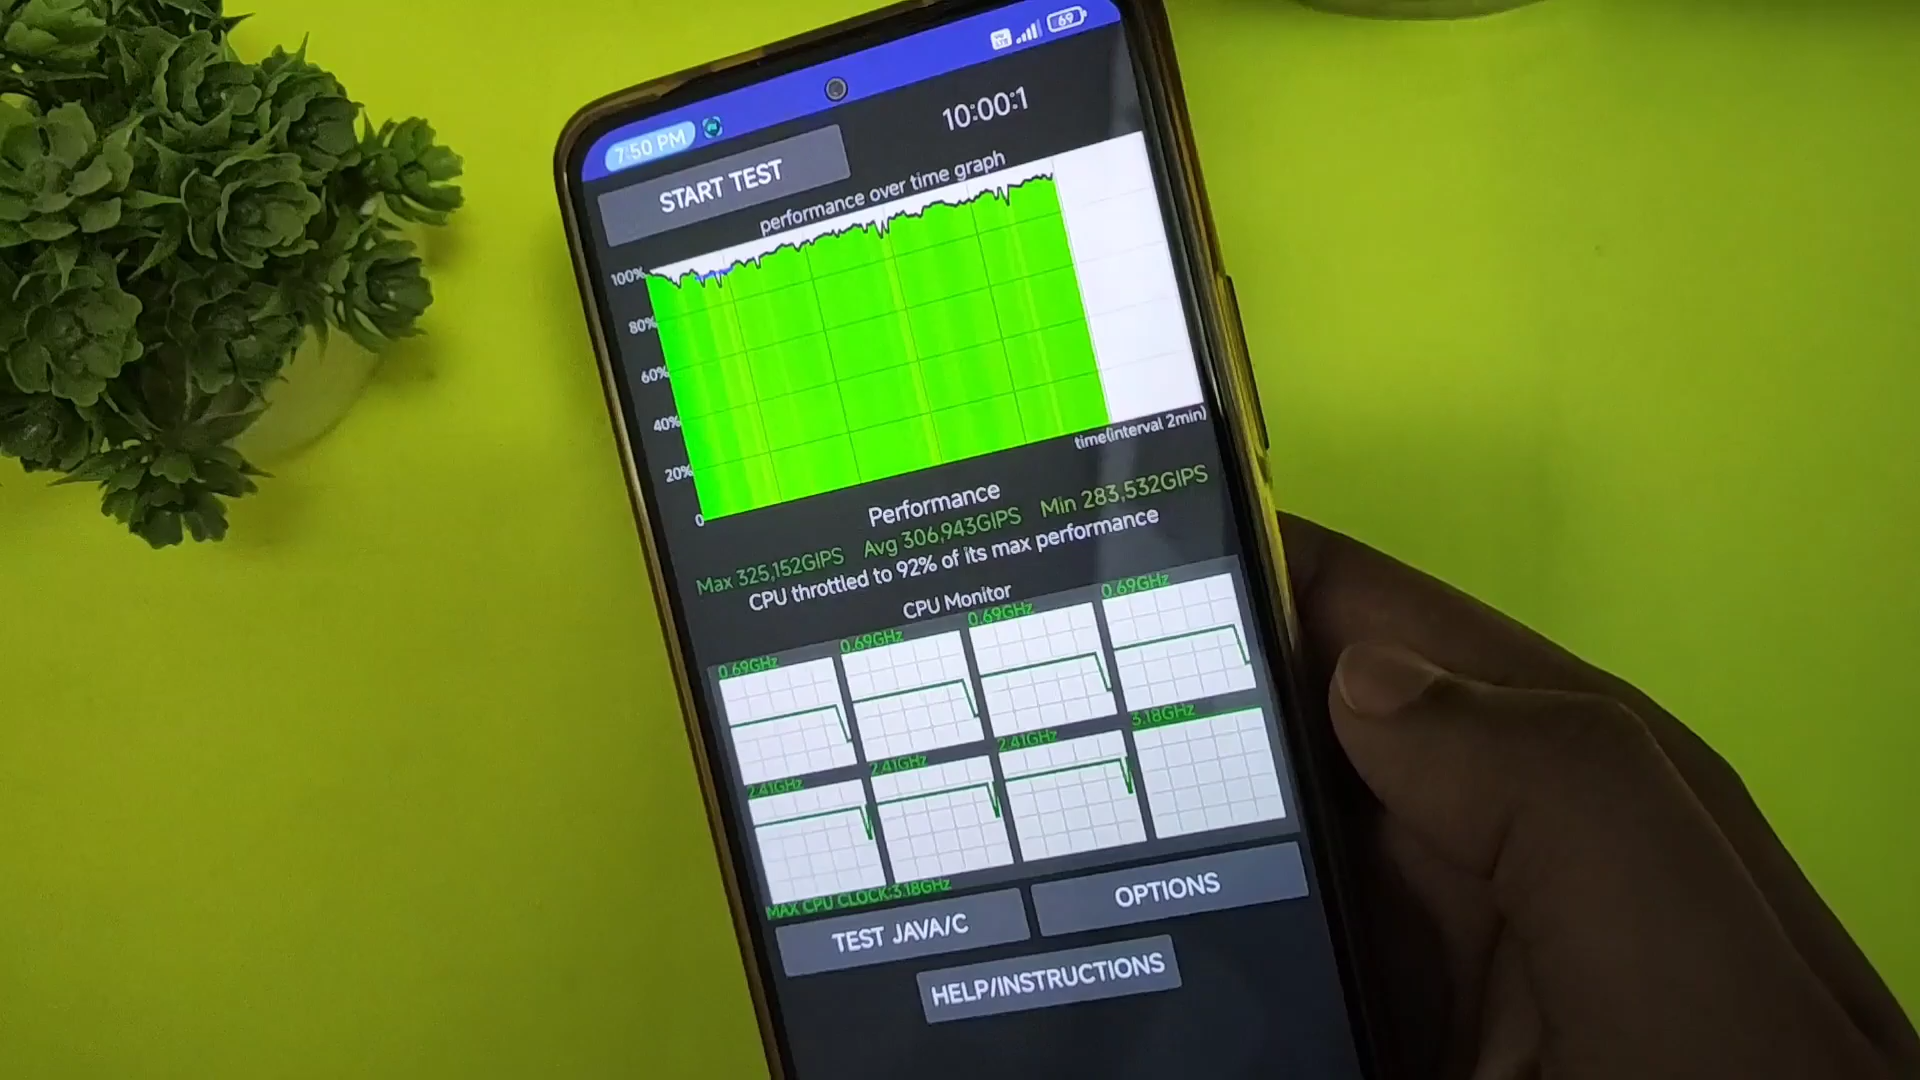 7:50 PM
69
START TEST
10:00:1
performance over time graph
100%
80%
60%
40%
20%
0
time(interval 2min)
Performance
Max 325,152GIPS Avg 306,943GIPS Min 283,532GIPS
CPU throttled to 92% of its max performance
CPU Monitor
0.69GHz 0.69GHz 0.69GHz 0.69GHz
2.41GHz 2.41GHz 2.41GHz 3.18GHz
MAX CPU CLOCK:3.18GHz
TEST JAVA/C
OPTIONS
HELP/INSTRUCTIONS